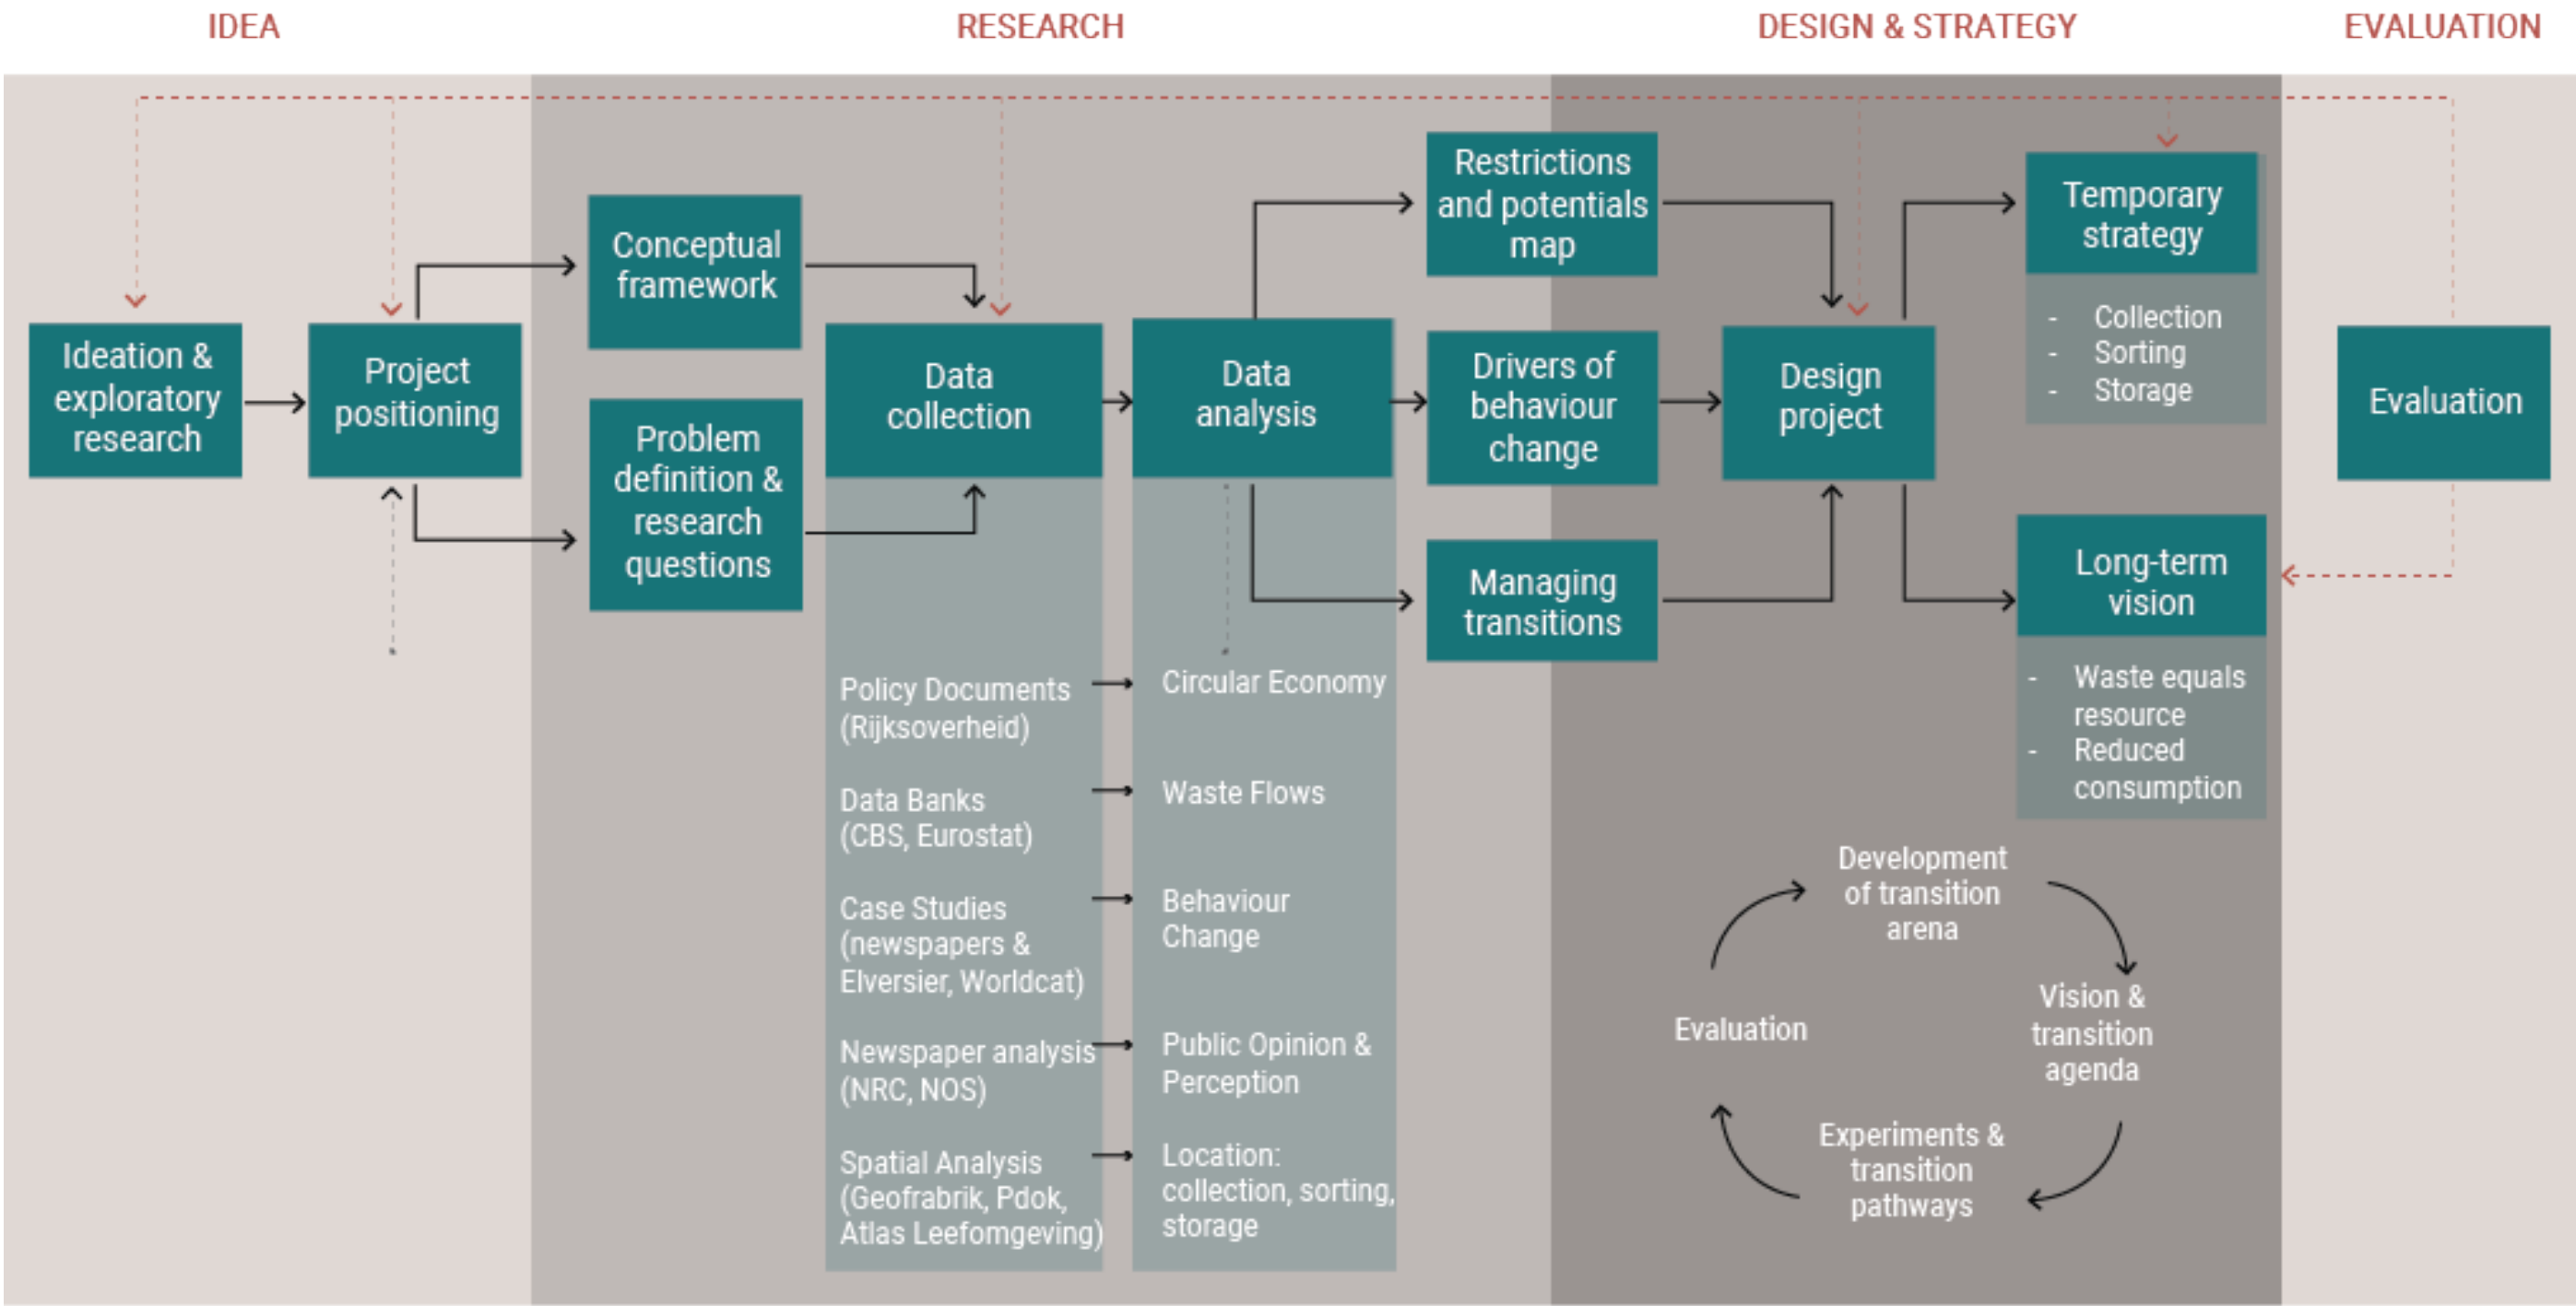 IDEA
RESEARCH
DESIGN & STRATEGY
EVALUATION
Ideation &
exploratory
research
Project
positioning
Conceptual
framework
Problem
definition &
research
questions
Data
collection
Policy Documents
(Rijksoverheid)
Data Banks
(CBS, Eurostat)
Case Studies
(newspapers &
Elversier, Worldcat)
Newspaper analysis
(NRC, NOS)
Spatial Analysis
(Geofrabrik, Pdok,
Atlas Leefomgeving)
Data
analysis
Circular Economy
Waste Flows
Behaviour
Change
Public Opinion &
Perception
Location:
collection, sorting,
storage
Restrictions
and potentials
map
Drivers of
behaviour
change
Managing
transitions
Design
project
Temporary
strategy
- Collection
- Sorting
- Storage
Long-term
vision
- Waste equals
resource
- Reduced
consumption
Development
of transition
arena
Vision &
transition
agenda
Experiments &
transition
pathways
Evaluation
Evaluation